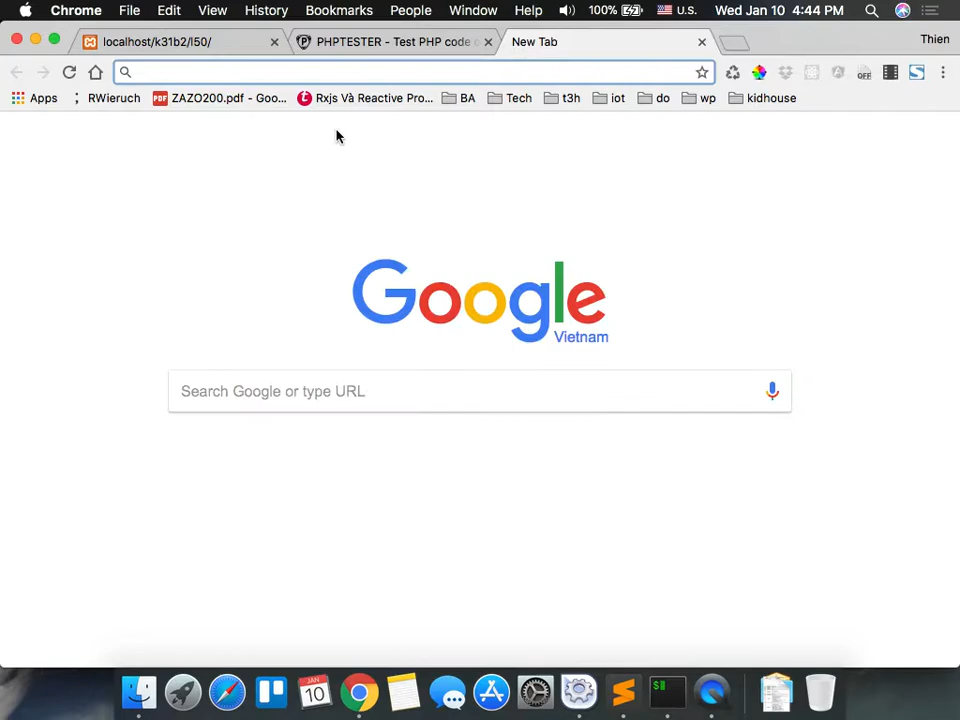 Chrome File Edit View History Bookmarks People Window Help 100% U.S. Wed Jan 10 4:44 PM
localhost/k31b2/l50/ PHPTESTER - Test PHP code New Tab Thien
Apps RWieruch ZAZO200.pdf - Goo... Rxjs Và Reactive Pro... BA Tech t3h iot do wp kidhouse
Google
Vietnam
Search Google or type URL
JAN
10